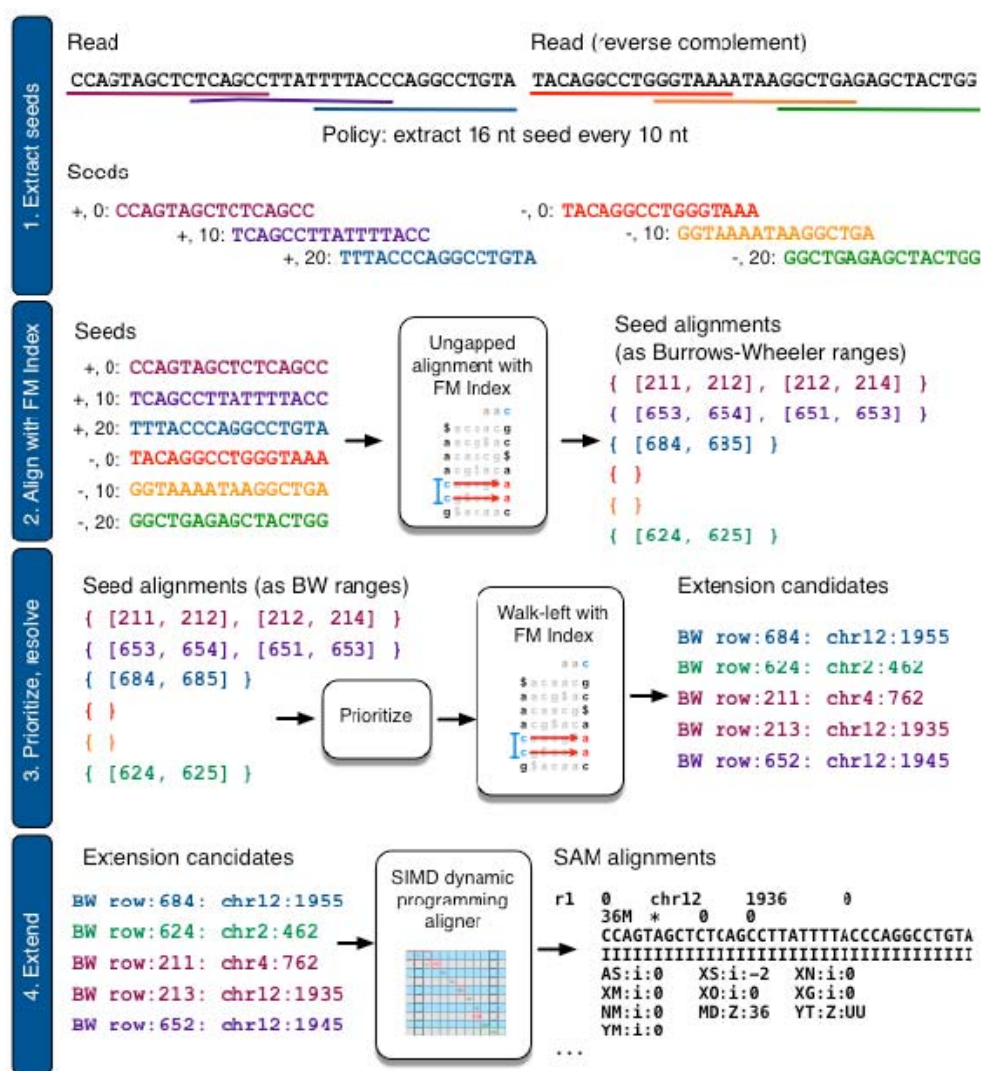 1. Extract seeds
Read
CCAGTAGCTCTCAGCCTTATTTTACCCAGGCCTGTA
Read (reverse complement)
TACAGGCCTGGGTAAAATAAGGCTGAGAGCTACTGG
Policy: extract 16 nt seed every 10 nt
Seeds
+, 0: CCAGTAGCTCTCAGCC
+, 10: TCAGCCTTATTTTACC
+, 20: TTTACCCAGGCCTGTA
-, 0: TACAGGCCTGGGTAAA
-, 10: GGTAAAATAAGGCTGA
-, 20: GGCTGAGAGCTACTGG
2. Align with FM Index
Seeds
+, 0: CCAGTAGCTCTCAGCC
+, 10: TCAGCCTTATTTTACC
+, 20: TTTACCCAGGCCTGTA
-, 0: TACAGGCCTGGGTAAA
-, 10: GGTAAAATAAGGCTGA
-, 20: GGCTGAGAGCTACTGG
Ungapped
alignment with
FM Index
a a c
$ a c a a c g
a a c g $ a c
a c a a c g $
a c g $ a c a
c a
c a
g $ a c a a c
Seed alignments
(as Burrows-Wheeler ranges)
{ [211, 212], [212, 214] }
{ [653, 654], [651, 653] }
{ [684, 685] }
{ }
{ }
{ [624, 625] }
3. Prioritize, resolve
Seed alignments (as BW ranges)
{ [211, 212], [212, 214] }
{ [653, 654], [651, 653] }
{ [684, 685] }
{ }
{ }
{ [624, 625] }
Prioritize
Walk-left with
FM Index
a a c
$ a c a a c g
a a c g $ a c
a c a a c g $
a c g $ a c a
c a
c a
g $ a c a a c
Extension candidates
BW row:684: chr12:1955
BW row:624: chr2:462
BW row:211: chr4:762
BW row:213: chr12:1935
BW row:652: chr12:1945
4. Extend
Extension candidates
BW row:684: chr12:1955
BW row:624: chr2:462
BW row:211: chr4:762
BW row:213: chr12:1935
BW row:652: chr12:1945
SIMD dynamic
programming
aligner
SAM alignments
r1 0 chr12 1936 0
36M * 0 0
CCAGTAGCTCTCAGCCTTATTTTACCCAGGCCTGTA
IIIIIIIIIIIIIIIIIIIIIIIIIIIIIIIIIIII
AS:i:0 XS:i:-2 XN:i:0
XM:i:0 XO:i:0 XG:i:0
NM:i:0 MD:Z:36 YT:Z:UU
YM:i:0
...